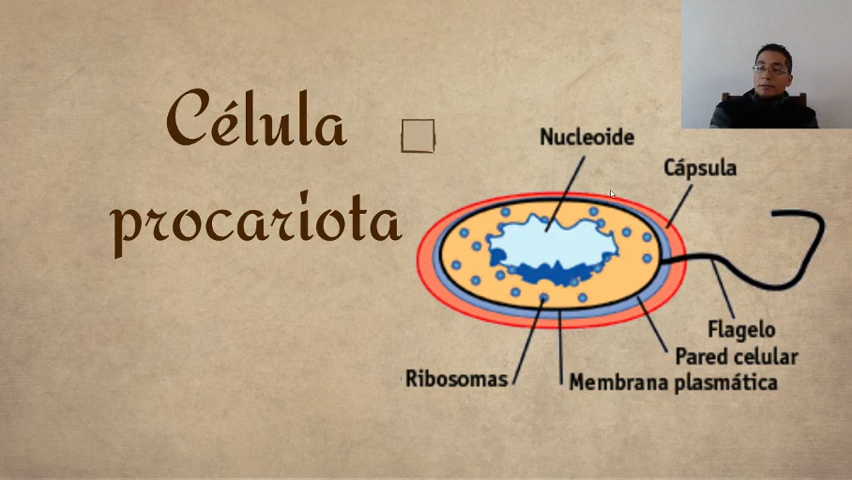 Célula
procariota
Nucleoide
Cápsula
Flagelo
Pared celular
Ribosomas
Membrana plasmática